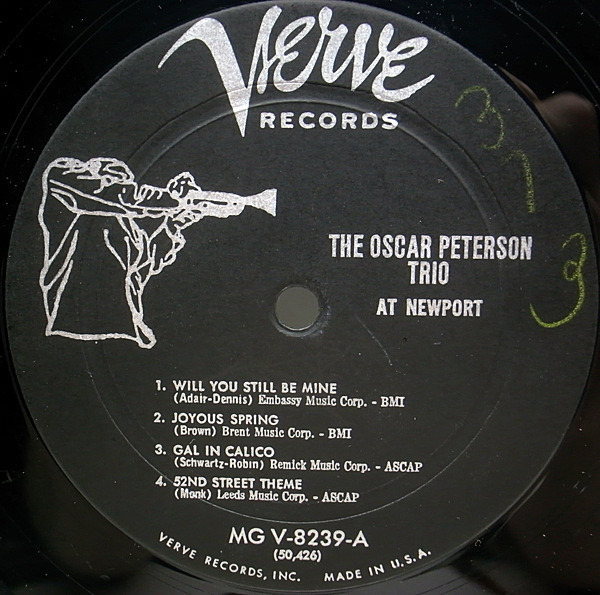 Verve
RECORDS
THE OSCAR PETERSON
TRIO
AT NEWPORT
1. WILL YOU STILL BE MINE
(Adair-Dennis) Embassy Music Corp. - BMI
2. JOYOUS SPRING
(Brown) Brent Music Corp. - BMI
3. GAL IN CALICO
(Schwartz-Robin) Remick Music Corp. - ASCAP
4. 52ND STREET THEME
(Monk) Leeds Music Corp. - ASCAP
MG V-8239-A
(50,426)
VERVE RECORDS, INC. MADE IN U.S.A.